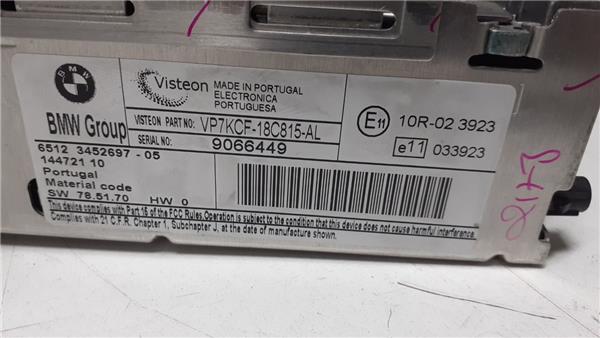 BMW
Visteon
MADE IN PORTUGAL
ELECTRONICA
PORTUGUESA
BMW Group
VISTEON PART NO: VP7KCF-18C815-AL
SERIAL NO: 9066449
E11 10R-02 3923
e11 033923
6512 3452697 - 05
144721 10
Portugal
Material code
SW 78.51.70 HW 0
This device complies with Part 15 of the FCC Rules. Operation is subject to the condition that this device does not cause harmful interference
Complies with 21 C.F.R. Chapter 1, Subchapter J, at the date of manufacture shown.